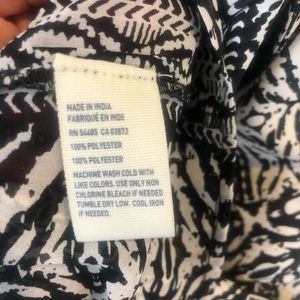 MADE IN INDIA
FABRIQUÉ EN INDE
RN 54485 CA 03873
100% POLYESTER
100% POLYESTER
MACHINE WASH COLD WITH
LIKE COLORS. USE ONLY NON
CHLORINE BLEACH IF NEEDED
TUMBLE DRY LOW. COOL IRON
IF NEEDED.